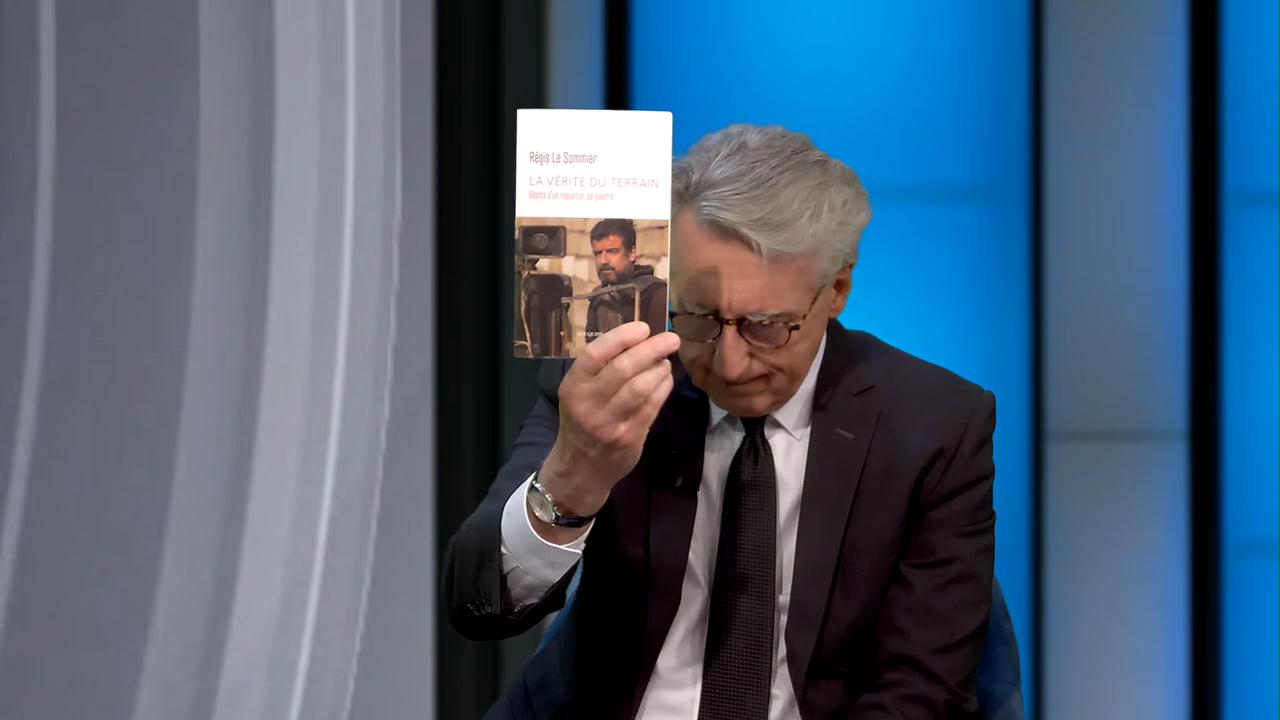 Régis Le Sommier
LA VÉRITÉ DU TERRAIN
Récits d'un reporter de guerre